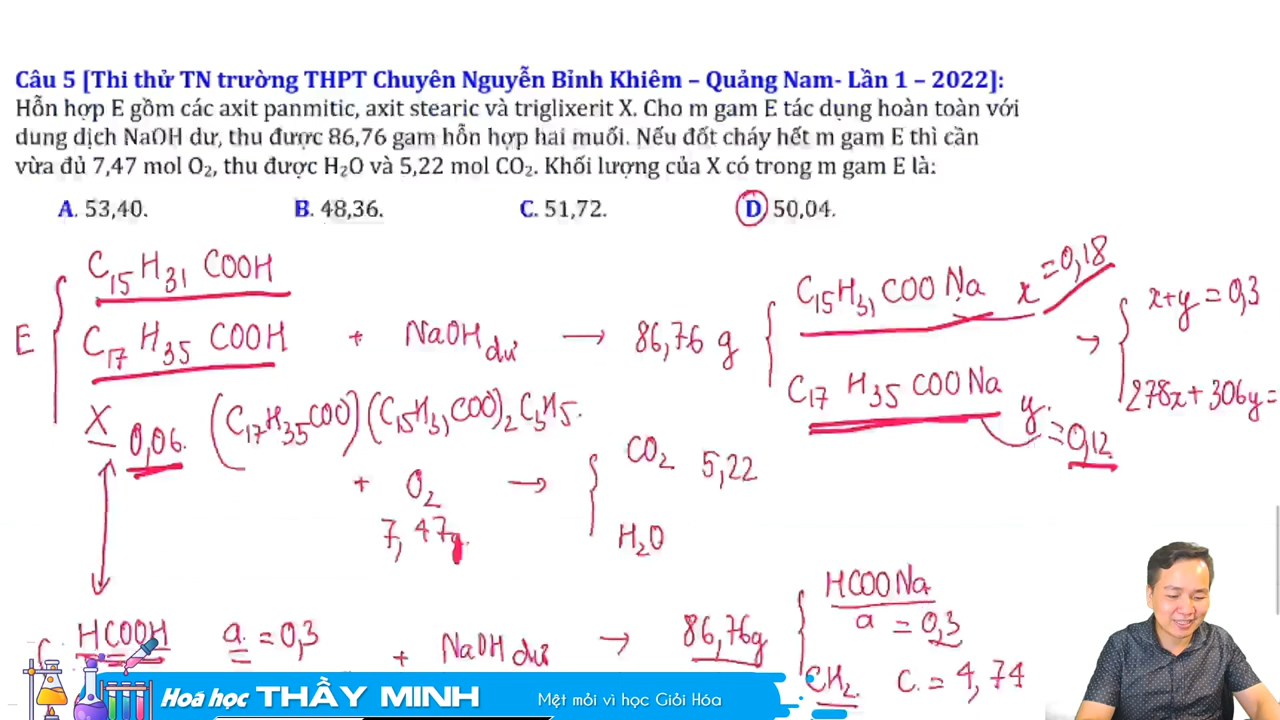 Câu 5 [Thi thử TN trường THPT Chuyên Nguyễn Bỉnh Khiêm – Quảng Nam- Lần 1 – 2022]:
Hỗn hợp E gồm các axit panmitic, axit stearic và triglixerit X. Cho m gam E tác dụng hoàn toàn với
dung dịch NaOH dư, thu được 86,76 gam hỗn hợp hai muối. Nếu đốt cháy hết m gam E thì cần
vừa đủ 7,47 mol O₂, thu được H₂O và 5,22 mol CO₂. Khối lượng của X có trong m gam E là:
A. 53,40. B. 48,36. C. 51,72. D 50,04.
E
C₁₅H₃₁ COOH
C₁₇ H₃₅ COOH
X 0,06. (C₁₇H₃₅COO)(C₁₅H₃₁COO)₂C₃H₅.
+ NaOH dư → 86,76 g
C₁₅H₃₁ COO Na x = 0,18
C₁₇ H₃₅ COO Na y = 0,12
→ x+y = 0,3
278x + 306y =
+ O₂ → CO₂ 5,22
7,47 H₂O
HCOOH a = 0,3 + NaOH dư → 86,76g
HCOONa
a = 0,3
CH₂ c = 4,74
Hoá học THẦY MINH
Mệt mỏi vì học Giỏi Hóa